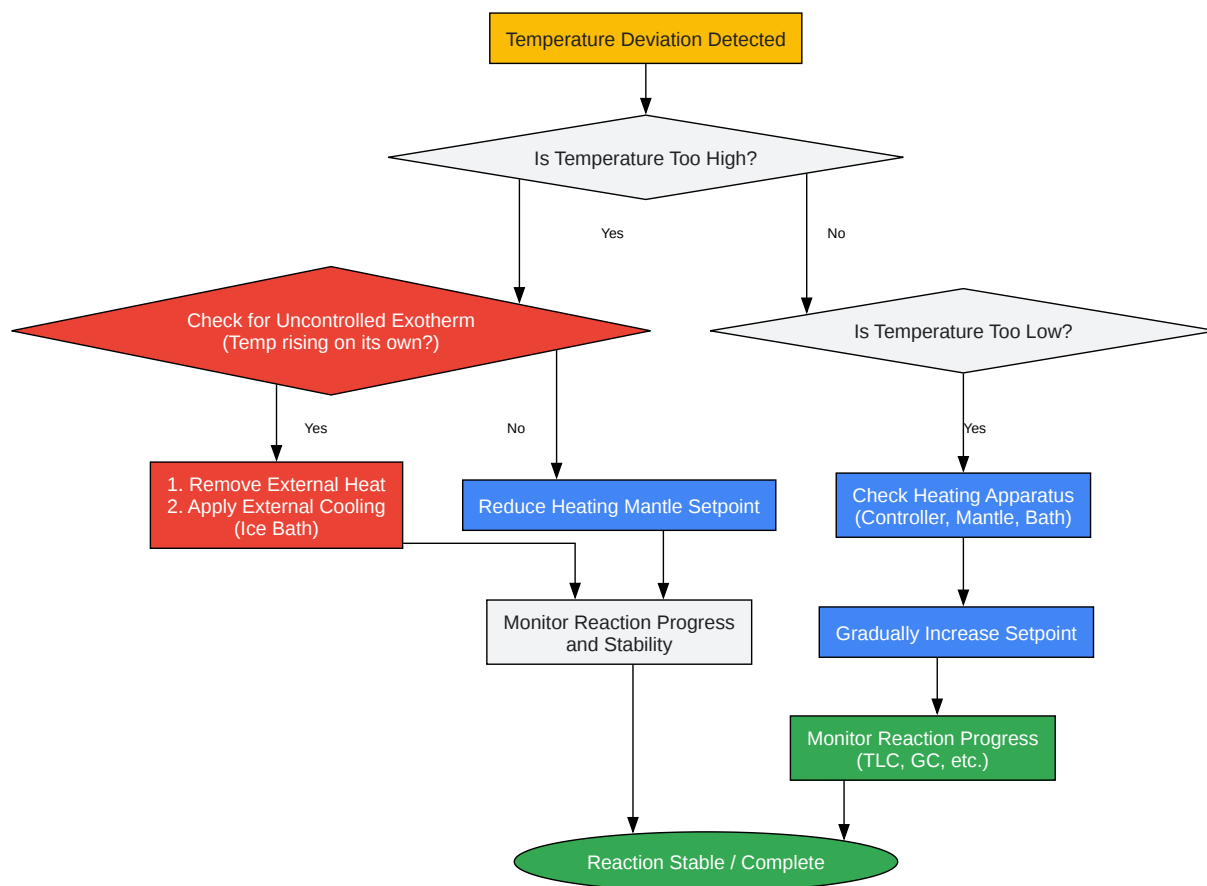 Temperature Deviation Detected
Is Temperature Too High?
Yes
No
Check for Uncontrolled Exotherm
(Temp rising on its own?)
Is Temperature Too Low?
Yes
No
Yes
1. Remove External Heat
2. Apply External Cooling
(Ice Bath)
Reduce Heating Mantle Setpoint
Check Heating Apparatus
(Controller, Mantle, Bath)
Monitor Reaction Progress
and Stability
Gradually Increase Setpoint
Monitor Reaction Progress
(TLC, GC, etc.)
Reaction Stable / Complete